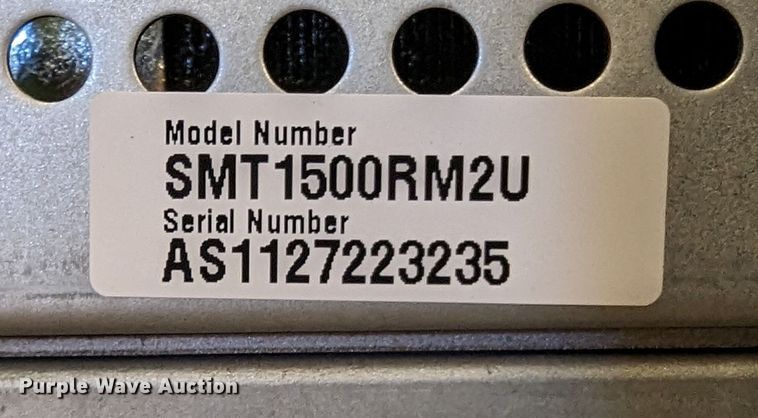 Model Number
SMT1500RM2U
Serial Number
AS1127223235
Purple Wave Auction